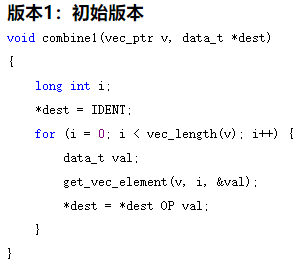 版本1：初始版本
void combine1(vec_ptr v, data_t *dest)
{
    long int i;
    *dest = IDENT;
    for (i = 0; i < vec_length(v); i++) {
        data_t val;
        get_vec_element(v, i, &val);
        *dest = *dest OP val;
    }
}